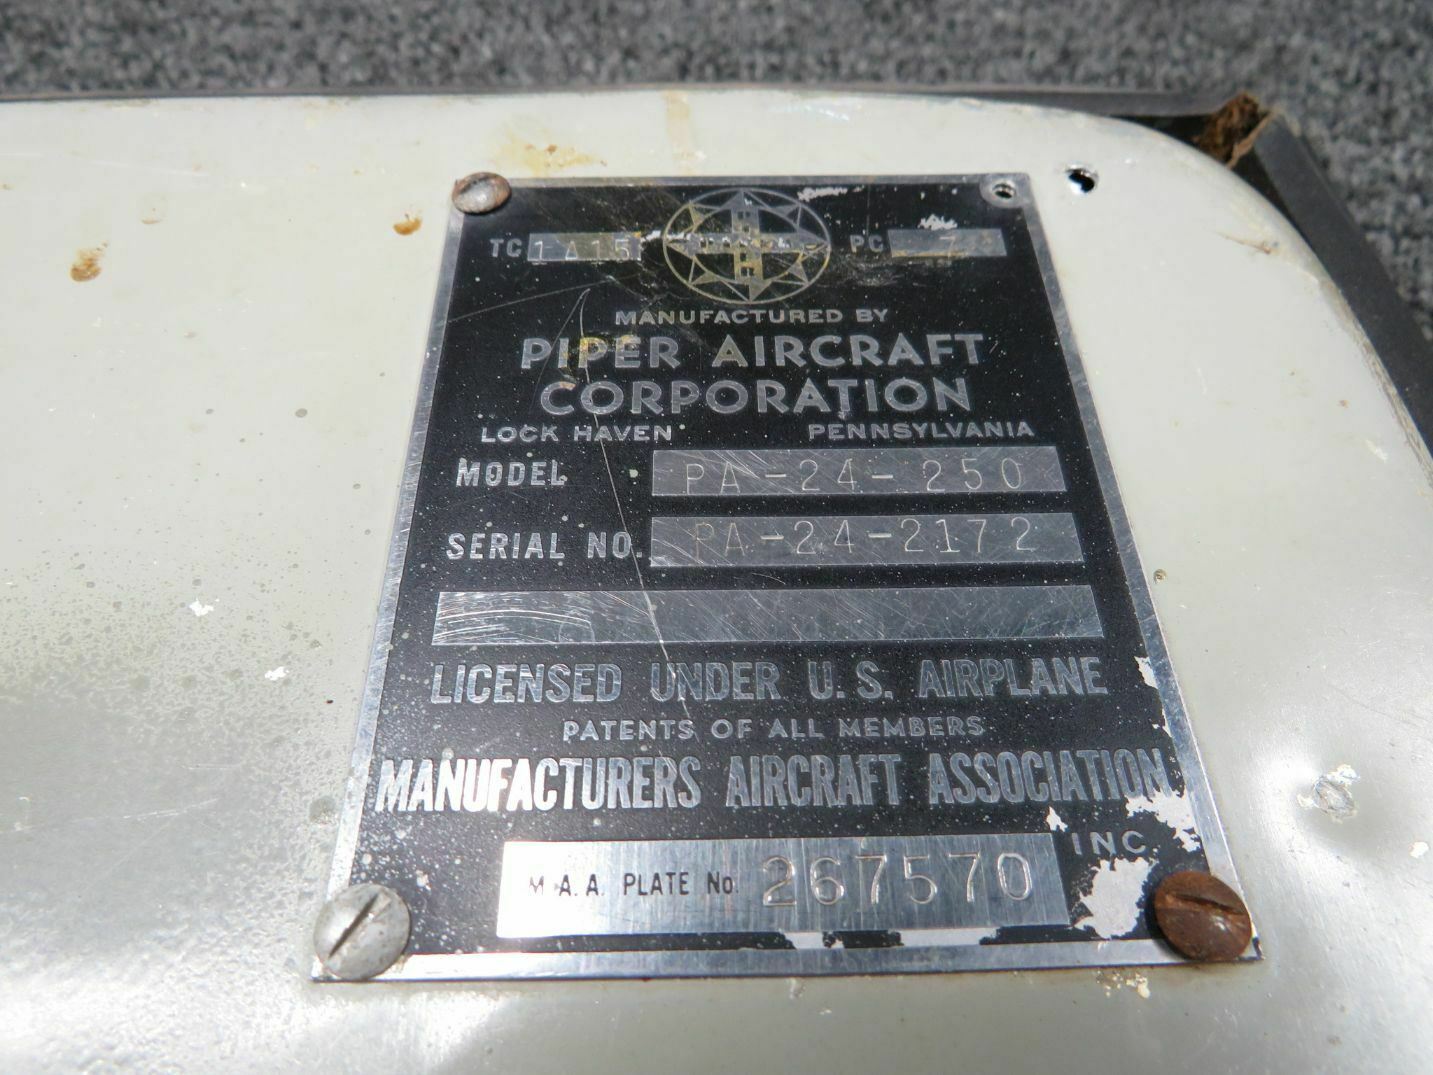 TC 1A15 PC 7
MANUFACTURED BY
PIPER AIRCRAFT
CORPORATION
LOCK HAVEN PENNSYLVANIA
MODEL PA-24-250
SERIAL NO. PA-24-2172
LICENSED UNDER U.S. AIRPLANE
PATENTS OF ALL MEMBERS
MANUFACTURERS AIRCRAFT ASSOCIATION
INC.
M.A.A. PLATE No. 267570